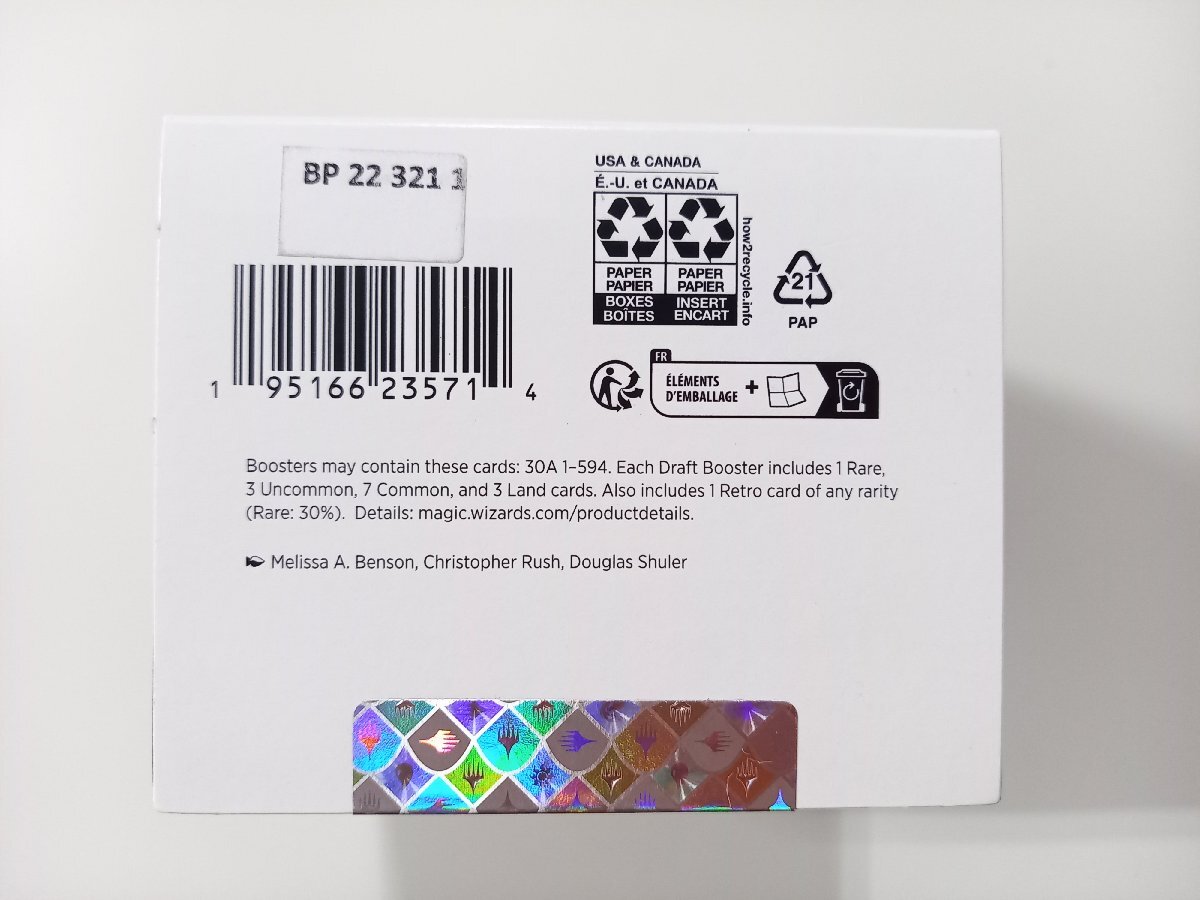 BP 22 321 1
USA & CANADA
É.-U. et CANADA
PAPER PAPER
PAPIER PAPIER
BOXES INSERT
BOÎTES ENCART
how2recycle.info
21
PAP
FR
ÉLÉMENTS
D'EMBALLAGE +
1 95166 23571 4
Boosters may contain these cards: 30A 1–594. Each Draft Booster includes 1 Rare,
3 Uncommon, 7 Common, and 3 Land cards. Also includes 1 Retro card of any rarity
(Rare: 30%). Details: magic.wizards.com/productdetails.
Melissa A. Benson, Christopher Rush, Douglas Shuler